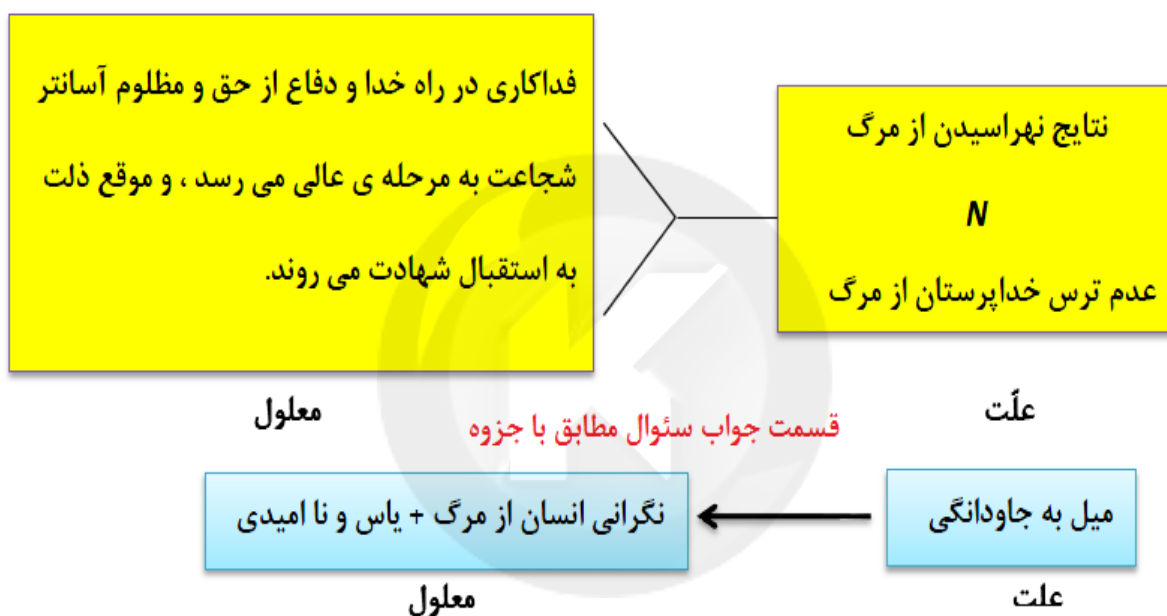 نتایج نهراسیدن از مرگ
N
عدم ترس خداپرستان از مرگ
علّت
فداکاری در راه خدا و دفاع از حق و مظلوم آسانتر
شجاعت به مرحله ی عالی می رسد ، و موقع ذلت
به استقبال شهادت می روند.
معلول
قسمت جواب سئوال مطابق با جزوه
میل به جاودانگی
علت
نگرانی انسان از مرگ + یاس و نا امیدی
معلول